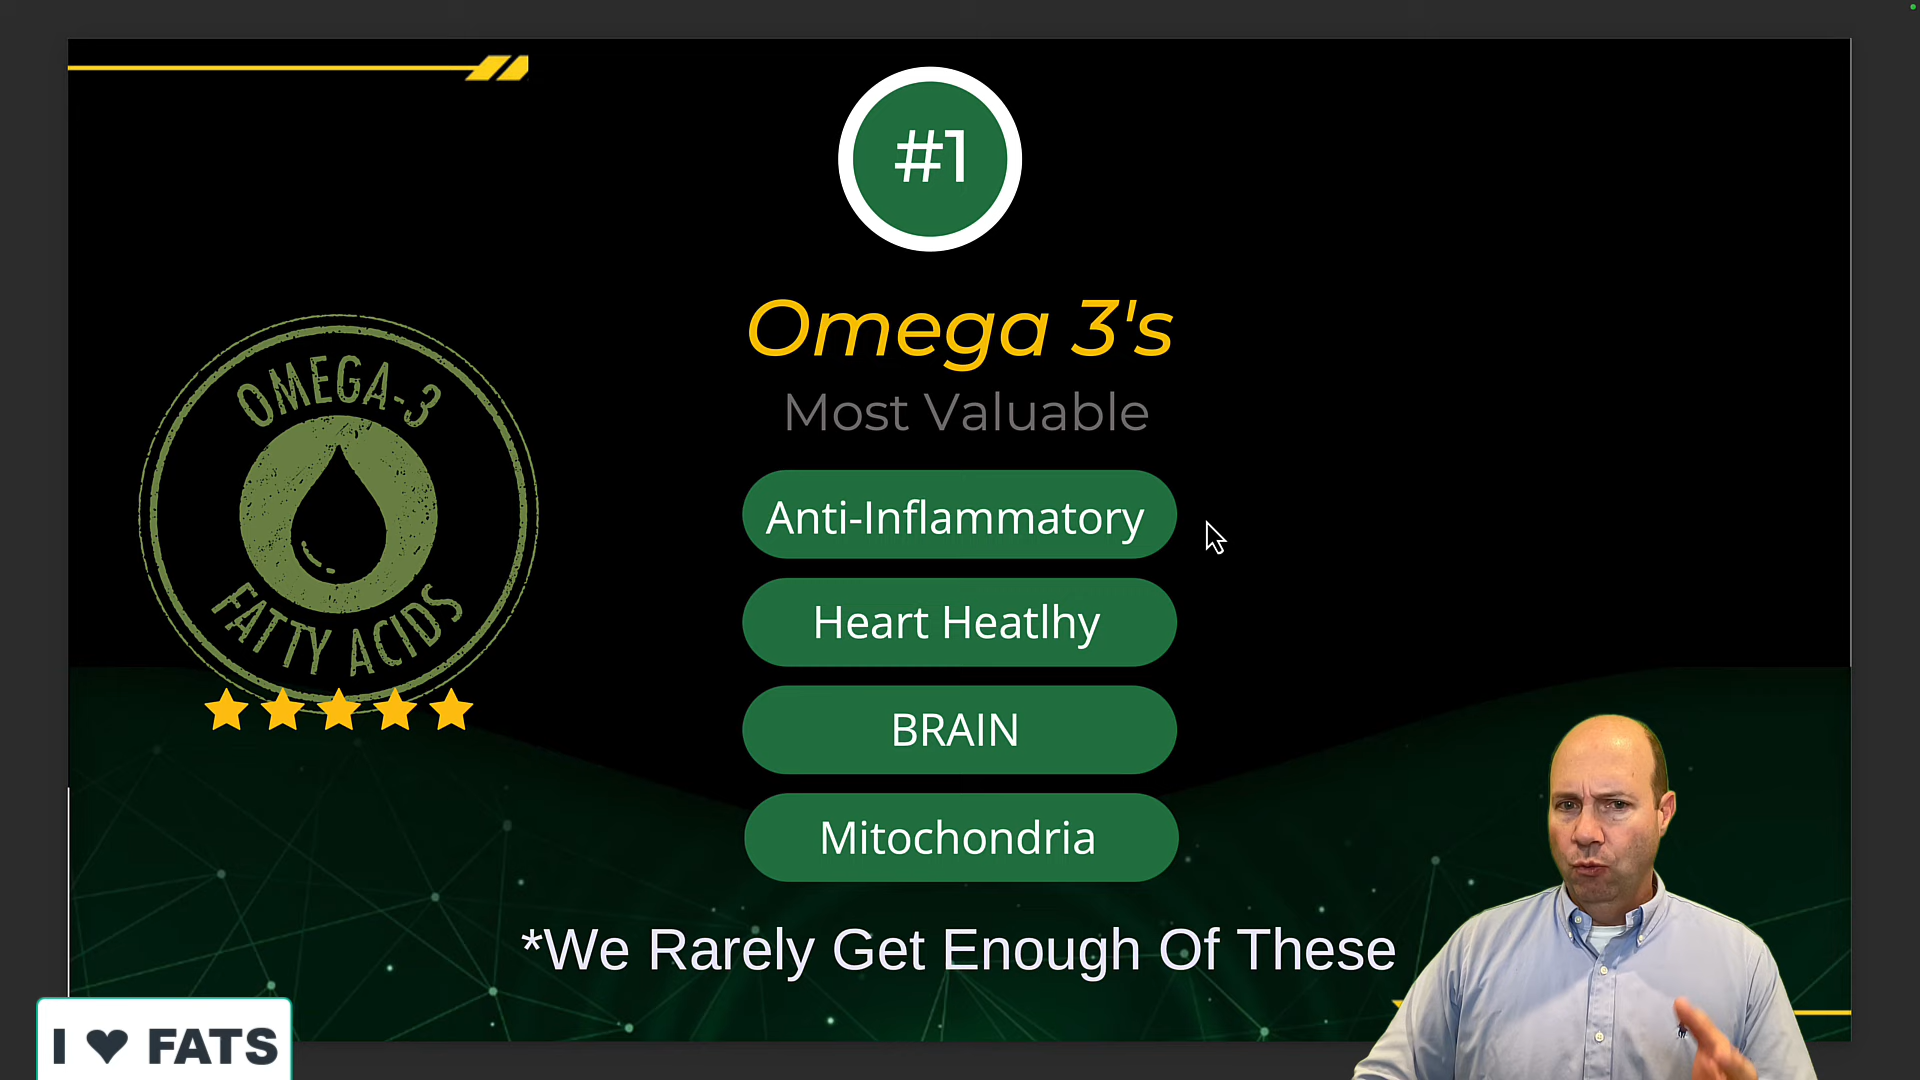 #1
Omega 3's
Most Valuable
OMEGA-3
FATTY ACIDS
Anti-Inflammatory
Heart Heatlhy
BRAIN
Mitochondria
*We Rarely Get Enough Of These
I ♥ FATS